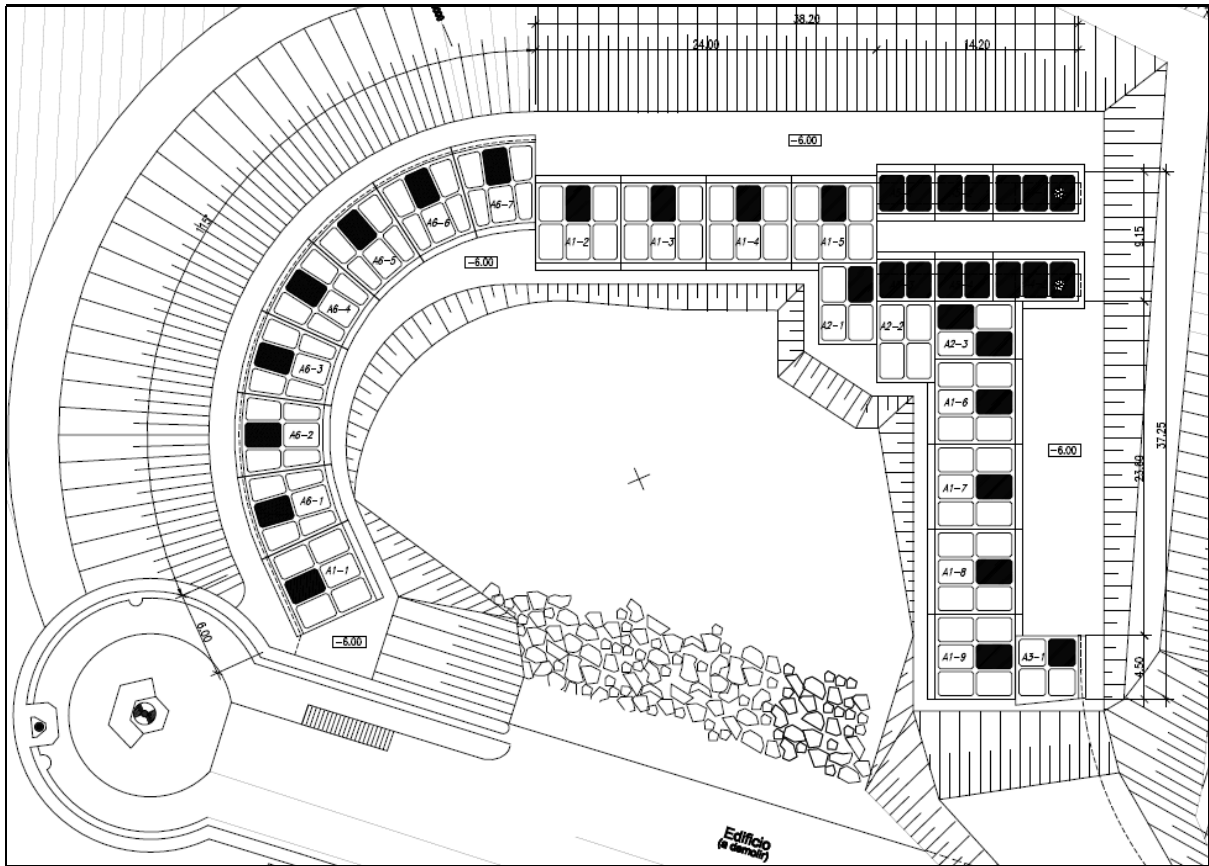 38.20
24.00
14.20
-6.00
A6-7
A6-6
A1-2
A1-3
A1-4
A1-5
A6-5
-6.00
9.15
A6-4
A2-1
A2-2
A2-3
A6-3
A1-6
A6-2
-6.00
37.25
23.60
A1-7
A6-1
A1-1
A1-8
6.00
-6.00
A1-9
A3-1
4.50
Edificio
(a demolir)